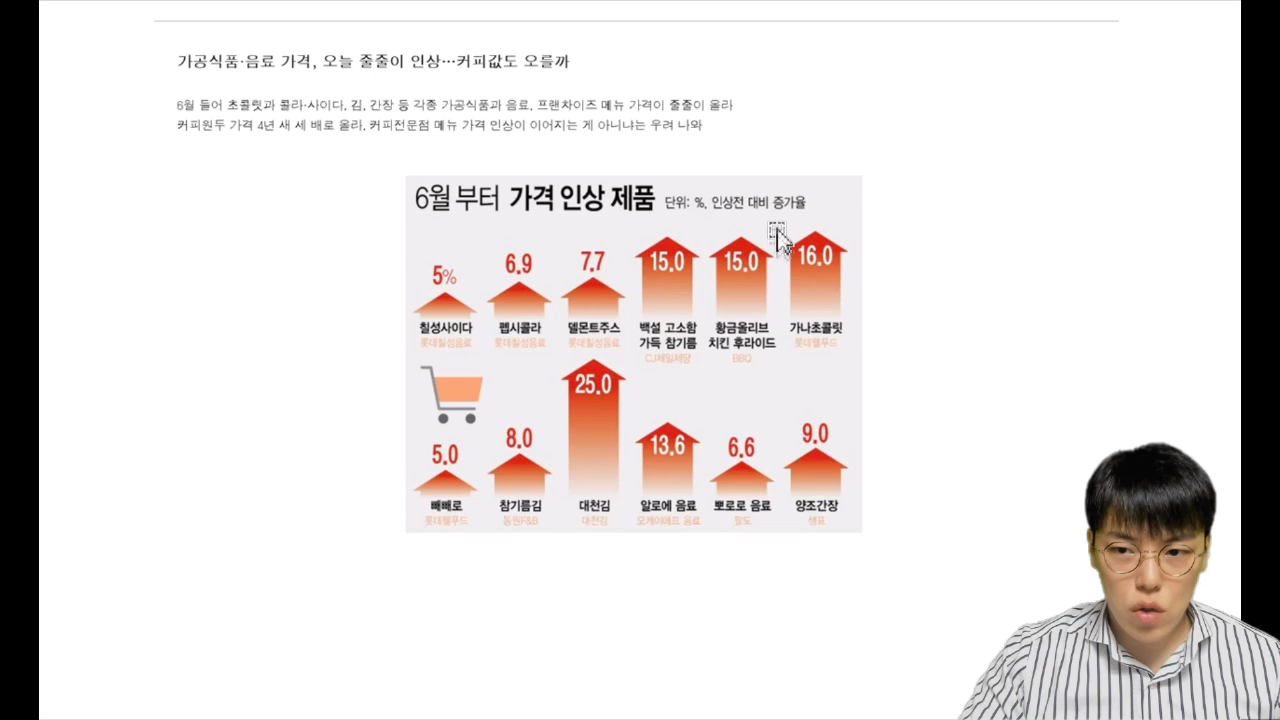 가공식품·음료 가격, 오늘 줄줄이 인상…커피값도 오를까
6월 들어 초콜릿과 콜라·사이다, 김, 간장 등 각종 가공식품과 음료, 프랜차이즈 메뉴 가격이 줄줄이 올라
커피원두 가격 4년 새 세 배로 올라, 커피전문점 메뉴 가격 인상이 이어지는 게 아니냐는 우려 나와
6월부터 가격 인상 제품 단위: %, 인상전 대비 증가율
5% 6.9 7.7 15.0 15.0 16.0
칠성사이다 펩시콜라 델몬트주스 백설 고소함 황금올리브 가나초콜릿
가득 참기름 치킨 후라이드
롯데칠성음료 롯데칠성음료 롯데칠성음료 CJ제일제당 BBQ 롯데웰푸드
5.0 8.0 25.0 13.6 6.6 9.0
빼빼로 참기름김 대천김 알로에 음료 뽀로로 음료 양조간장
롯데웰푸드 동원F&B 대천김 오케이에프 음료 팔도 샘표